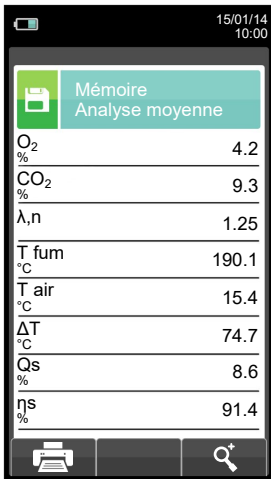 15/01/14
10:00
Mémoire
Analyse moyenne
O₂
%
4.2
CO₂
%
9.3
λ,n
1.25
T fum
°C
190.1
T air
°C
15.4
ΔT
°C
74.7
Qs
%
8.6
ηs
%
91.4